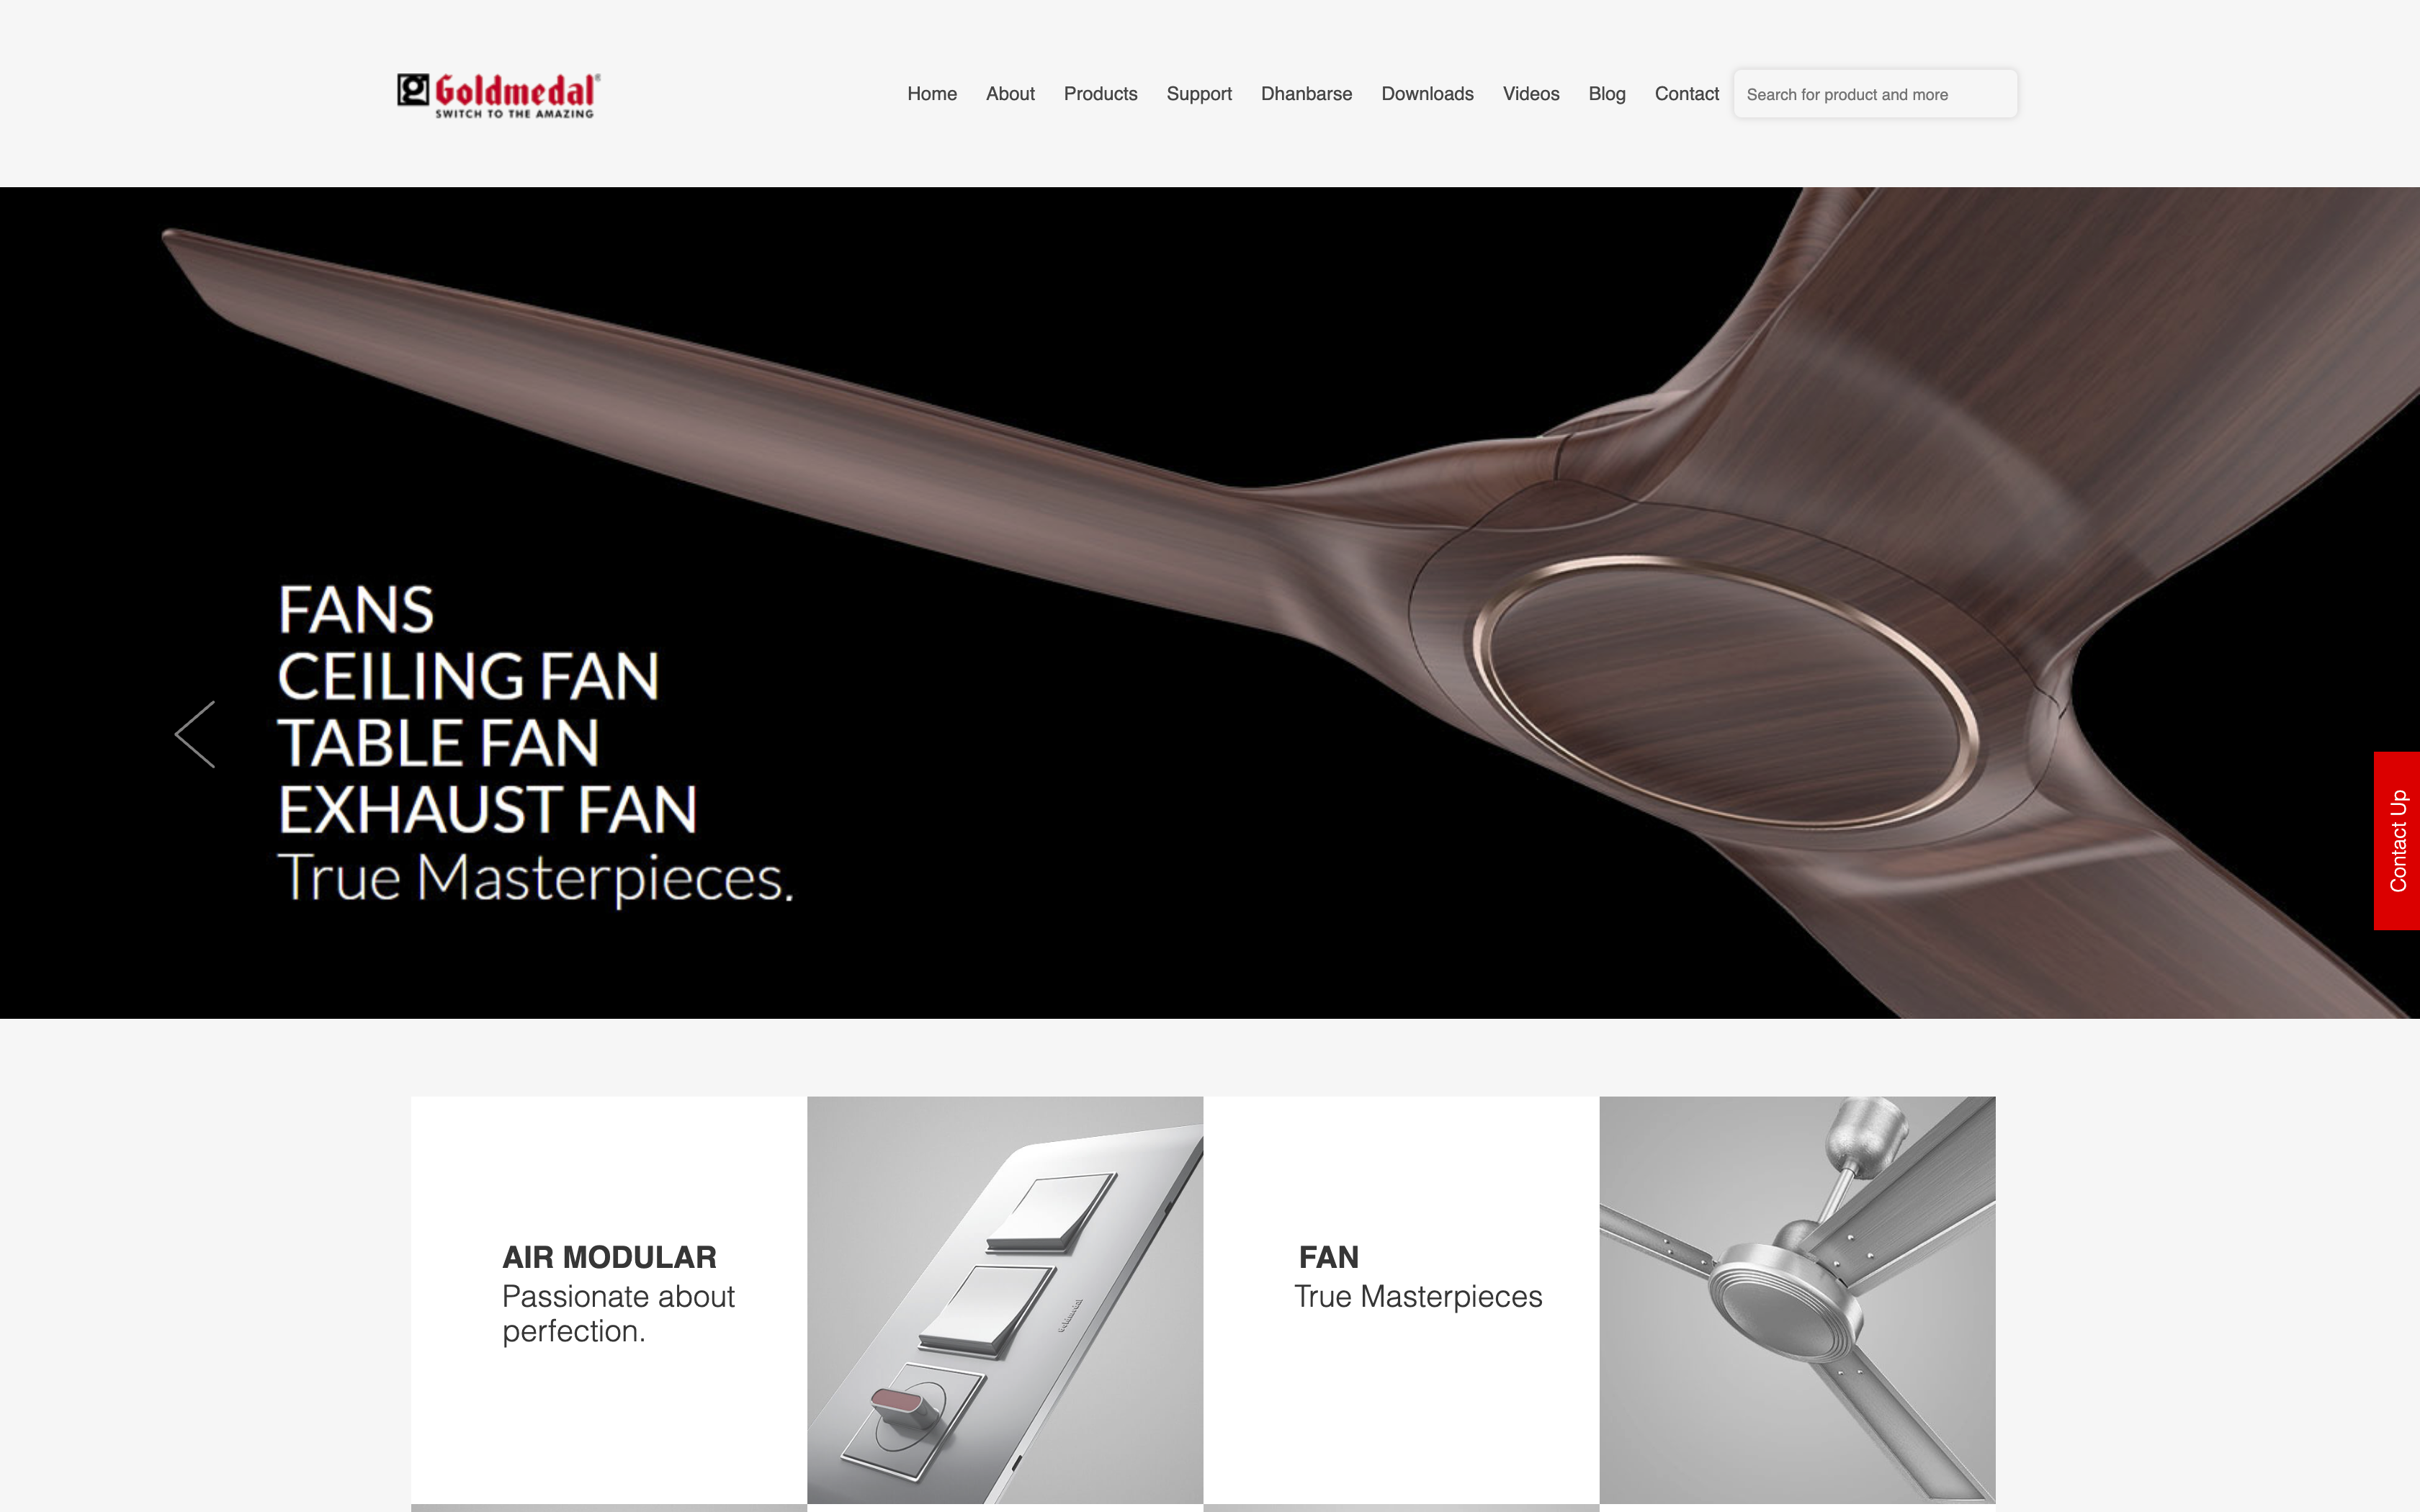 g Goldmedal®
SWITCH TO THE AMAZING
Home About Products Support Dhanbarse Downloads Videos Blog Contact Search for product and more
FANS
CEILING FAN
TABLE FAN
EXHAUST FAN
True Masterpieces.
Contact Up
AIR MODULAR
Passionate about
perfection.
Goldmedal
FAN
True Masterpieces